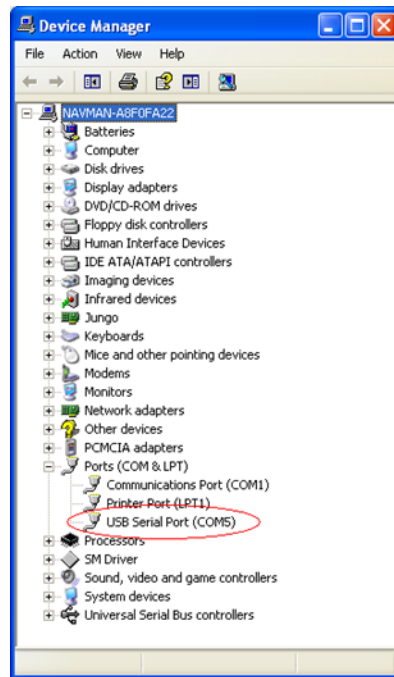 Device Manager
File Action View Help
NAVMAN-A8F0FA22
Batteries
Computer
Disk drives
Display adapters
DVD/CD-ROM drives
Floppy disk controllers
Human Interface Devices
IDE ATA/ATAPI controllers
Imaging devices
Infrared devices
Jungo
Keyboards
Mice and other pointing devices
Modems
Monitors
Network adapters
Other devices
PCMCIA adapters
Ports (COM & LPT)
Communications Port (COM1)
Printer Port (LPT1)
USB Serial Port (COM5)
Processors
SM Driver
Sound, video and game controllers
System devices
Universal Serial Bus controllers